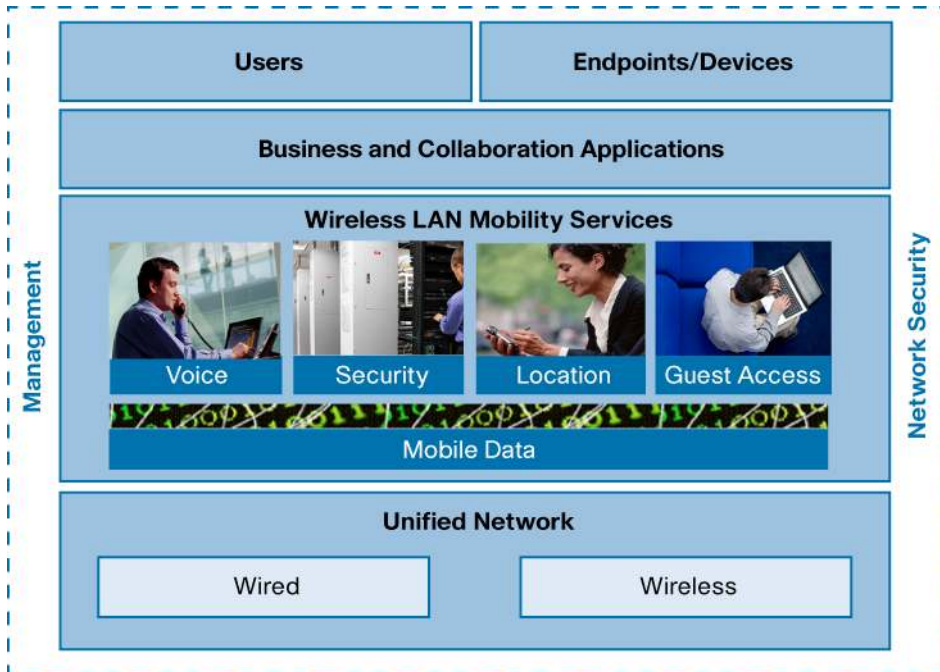 Users
Endpoints/Devices
Business and Collaboration Applications
Wireless LAN Mobility Services
Management
Network Security
Voice
Security
Location
Guest Access
Mobile Data
Unified Network
Wired
Wireless